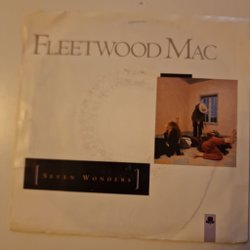 FLEETWOOD MAC
[ SEVEN WONDERS ]